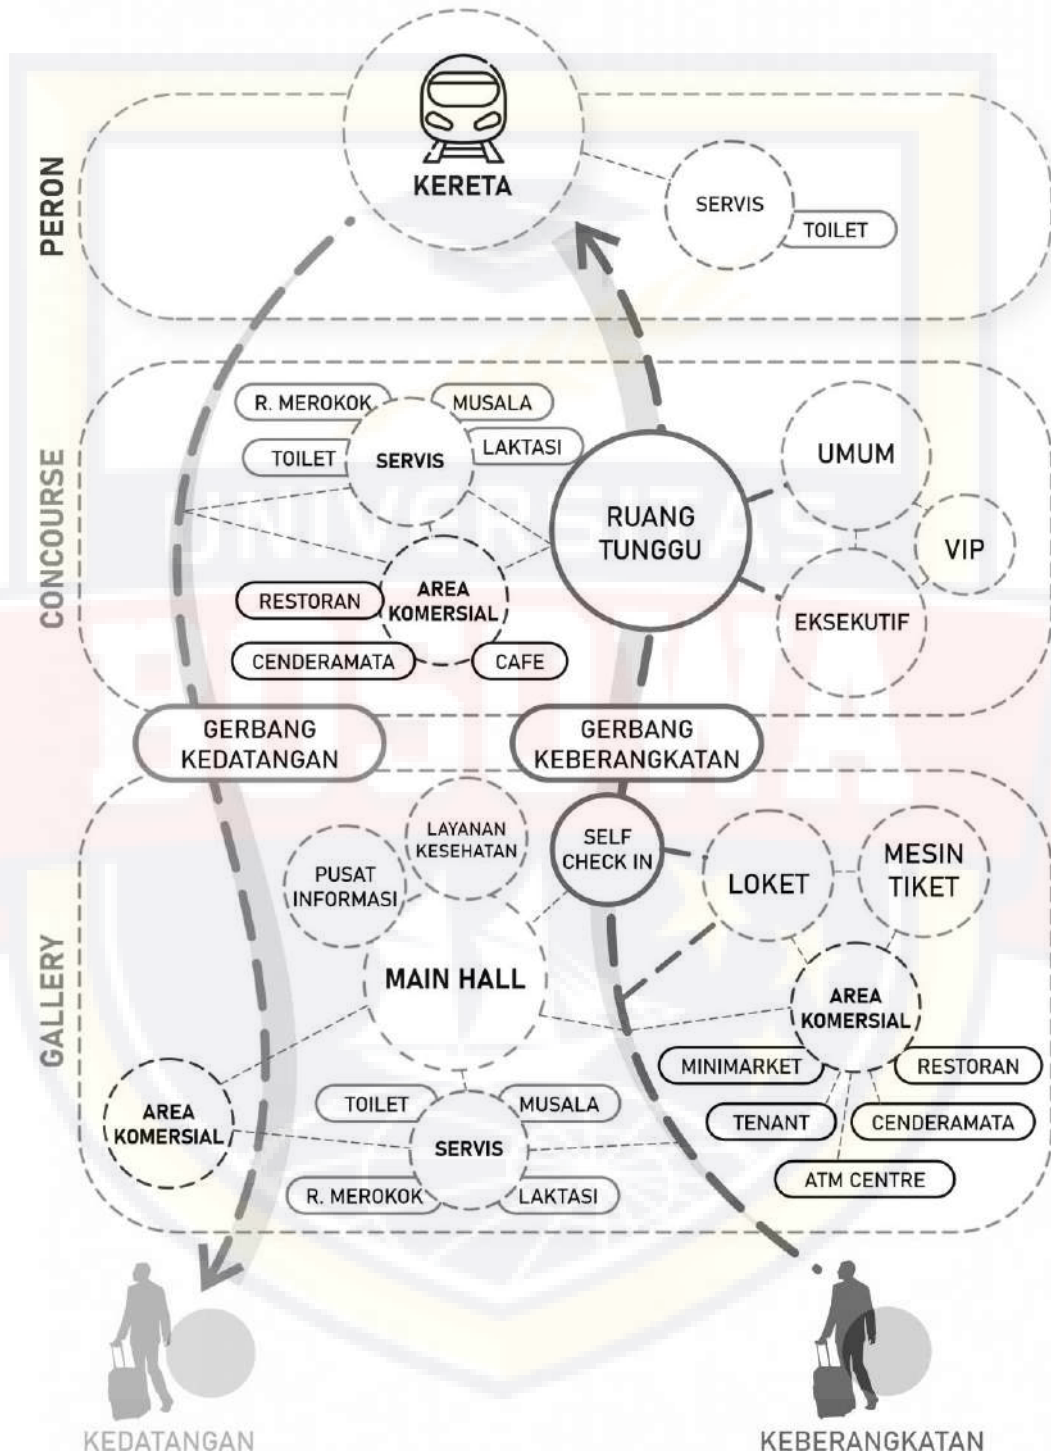 PERON
KERETA
SERVIS
TOILET
CONCOURSE
R. MEROKOK
MUSALA
TOILET
SERVIS
LAKTASI
UMUM
RUANG
TUNGGU
VIP
RESTORAN
AREA
KOMERSIAL
EKSEKUTIF
CENDERAMATA
CAFE
UNIVERSITAS
BOSOWA
GERBANG
KEDATANGAN
GERBANG
KEBERANGKATAN
GALLERY
LAYANAN
KESEHATAN
SELF
CHECK IN
PUSAT
INFORMASI
LOKET
MESIN
TIKET
MAIN HALL
AREA
KOMERSIAL
MINIMARKET
RESTORAN
TENANT
CENDERAMATA
ATM CENTRE
AREA
KOMERSIAL
TOILET
MUSALA
SERVIS
R. MEROKOK
LAKTASI
KEDATANGAN
KEBERANGKATAN